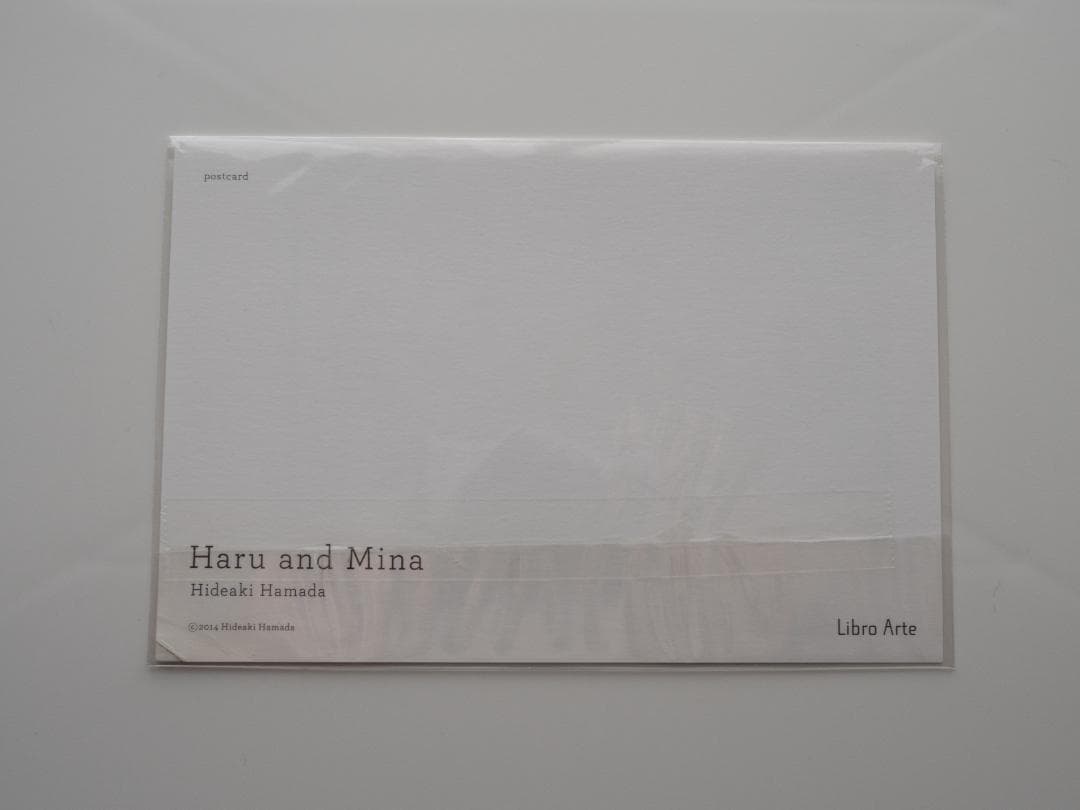 postcard
Haru and Mina
Hideaki Hamada
©2014 Hideaki Hamada
Libro Arte